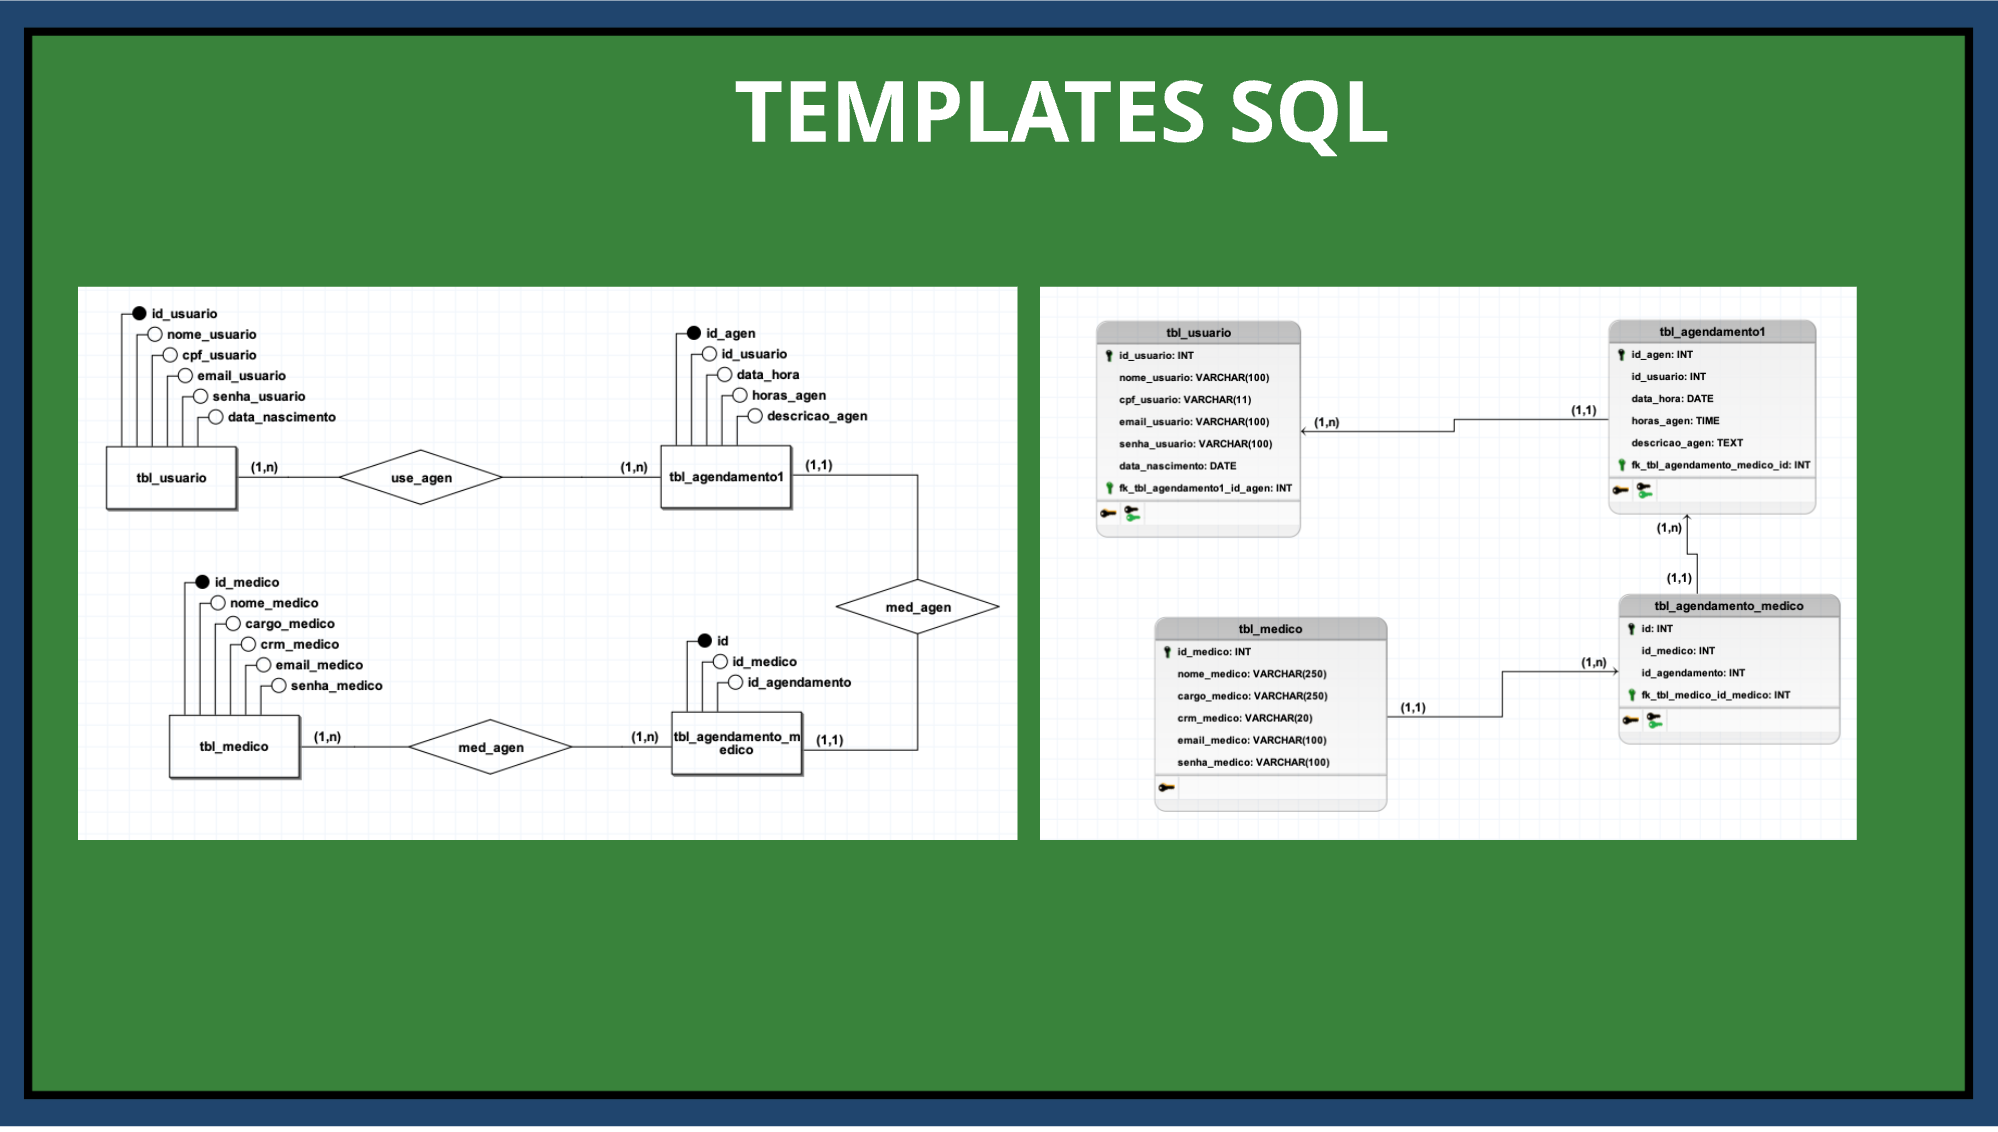 TEMPLATES SQL
id_usuario
nome_usuario
cpf_usuario
email_usuario
senha_usuario
data_nascimento
tbl_usuario
(1,n)
use_agen
(1,n)
id_agen
id_usuario
data_hora
horas_agen
descricao_agen
tbl_agendamento1
(1,1)
med_agen
id_medico
nome_medico
cargo_medico
crm_medico
email_medico
senha_medico
tbl_medico
(1,n)
med_agen
(1,n)
id
id_medico
id_agendamento
tbl_agendamento_m
edico
(1,1)
tbl_usuario
id_usuario: INT
nome_usuario: VARCHAR(100)
cpf_usuario: VARCHAR(11)
email_usuario: VARCHAR(100)
senha_usuario: VARCHAR(100)
data_nascimento: DATE
fk_tbl_agendamento1_id_agen: INT
(1,n)
(1,1)
tbl_agendamento1
id_agen: INT
id_usuario: INT
data_hora: DATE
horas_agen: TIME
descricao_agen: TEXT
fk_tbl_agendamento_medico_id: INT
(1,n)
(1,1)
tbl_medico
id_medico: INT
nome_medico: VARCHAR(250)
cargo_medico: VARCHAR(250)
crm_medico: VARCHAR(20)
email_medico: VARCHAR(100)
senha_medico: VARCHAR(100)
(1,1)
(1,n)
tbl_agendamento_medico
id: INT
id_medico: INT
id_agendamento: INT
fk_tbl_medico_id_medico: INT